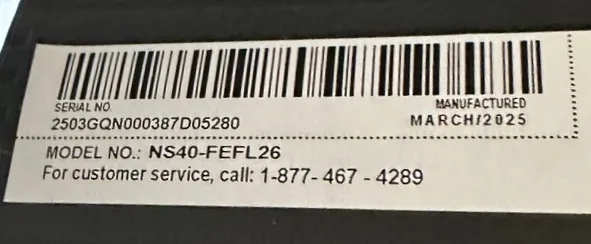 SERIAL NO.
2503GQN000387D05280
MANUFACTURED
MARCH/2025
MODEL NO.: NS40-FEFL26
For customer service, call: 1-877- 467 - 4289